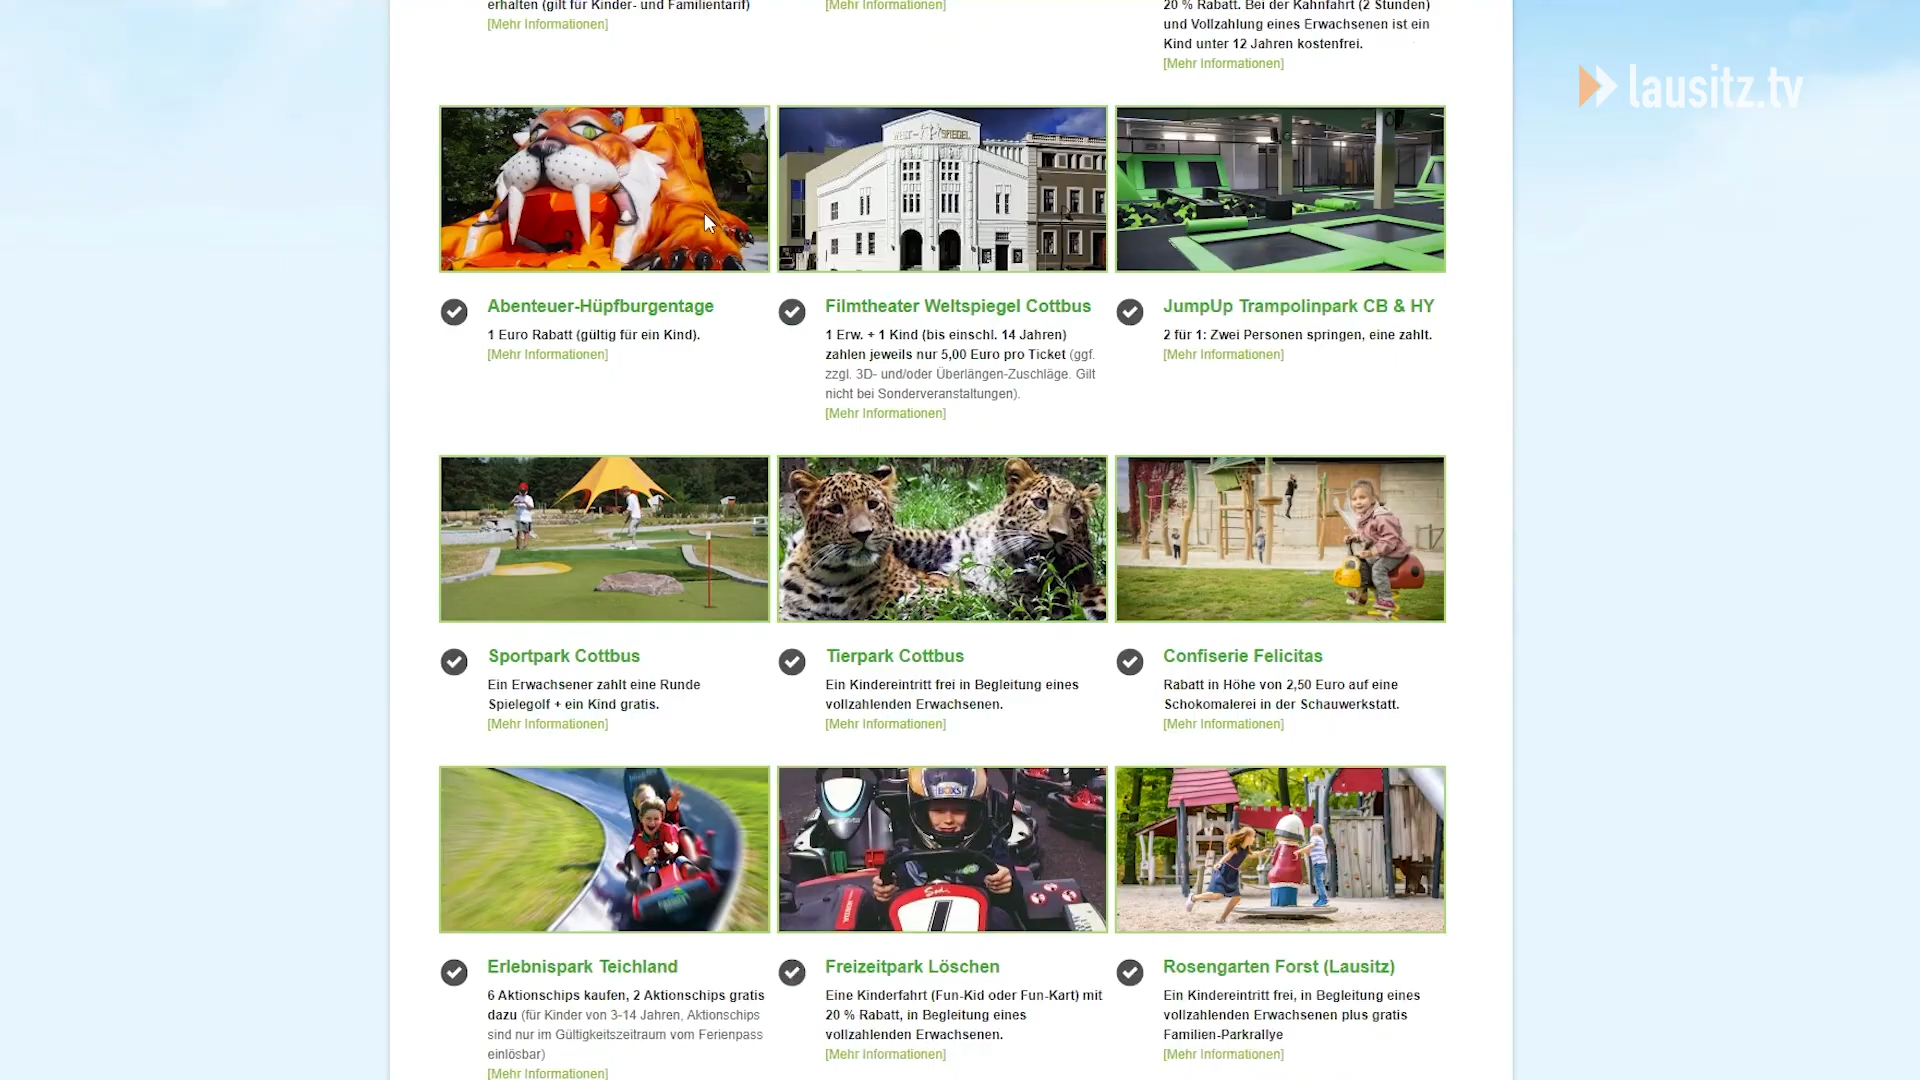 erhalten (gilt für Kinder- und Familientarif)
[Mehr Informationen]
[Mehr Informationen]
20 % Rabatt. Bei der Kahnfahrt (2 Stunden)
und Vollzahlung eines Erwachsenen ist ein
Kind unter 12 Jahren kostenfrei.
[Mehr Informationen]
lausitz.tv
WELT-SPIEGEL
Abenteuer-Hüpfburgentage
1 Euro Rabatt (gültig für ein Kind).
[Mehr Informationen]
Filmtheater Weltspiegel Cottbus
1 Erw. + 1 Kind (bis einschl. 14 Jahren)
zahlen jeweils nur 5,00 Euro pro Ticket (ggf.
zzgl. 3D- und/oder Überlängen-Zuschläge. Gilt
nicht bei Sonderveranstaltungen).
[Mehr Informationen]
JumpUp Trampolinpark CB & HY
2 für 1: Zwei Personen springen, eine zahlt.
[Mehr Informationen]
Sportpark Cottbus
Ein Erwachsener zahlt eine Runde
Spielegolf + ein Kind gratis.
[Mehr Informationen]
Tierpark Cottbus
Ein Kindereintritt frei in Begleitung eines
vollzahlenden Erwachsenen.
[Mehr Informationen]
Confiserie Felicitas
Rabatt in Höhe von 2,50 Euro auf eine
Schokomalerei in der Schauwerkstatt.
[Mehr Informationen]
BOXS
Sodi
HONDA
1
Erlebnispark Teichland
6 Aktionschips kaufen, 2 Aktionschips gratis
dazu (für Kinder von 3-14 Jahren, Aktionschips
sind nur im Gültigkeitszeitraum vom Ferienpass
einlösbar)
[Mehr Informationen]
Freizeitpark Löschen
Eine Kinderfahrt (Fun-Kid oder Fun-Kart) mit
20 % Rabatt, in Begleitung eines
vollzahlenden Erwachsenen.
[Mehr Informationen]
Rosengarten Forst (Lausitz)
Ein Kindereintritt frei, in Begleitung eines
vollzahlenden Erwachsenen plus gratis
Familien-Parkrallye
[Mehr Informationen]